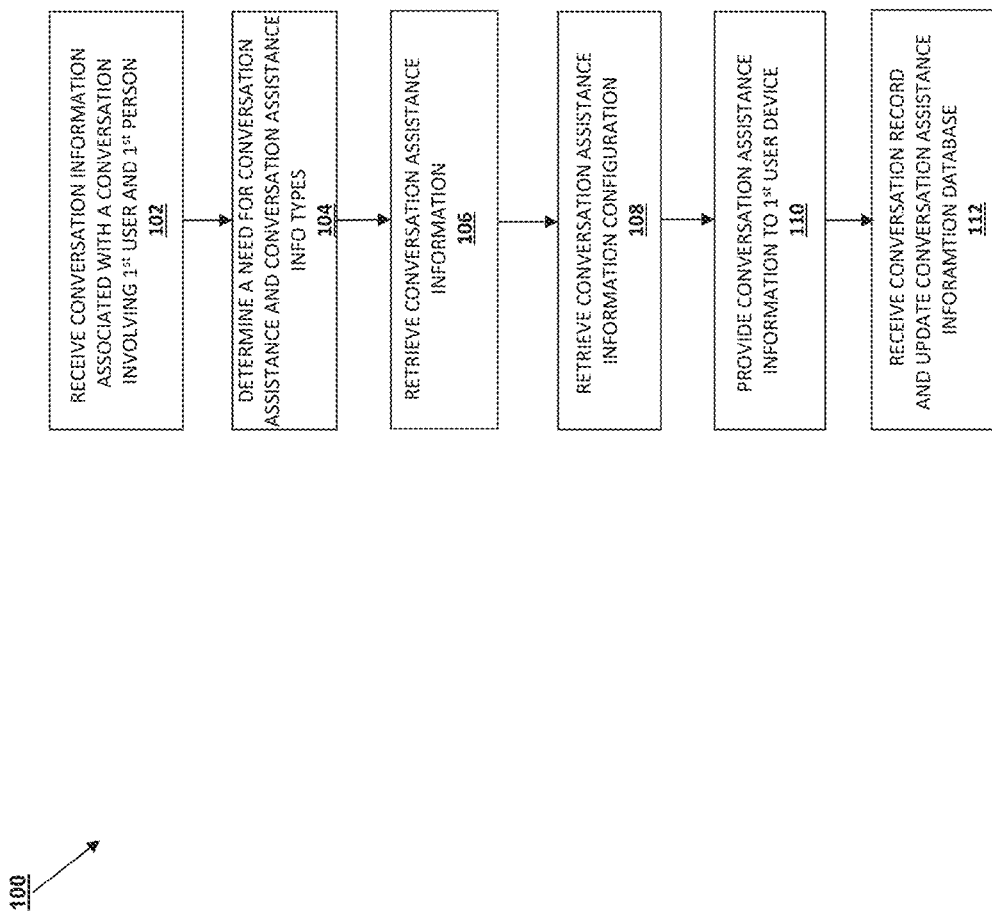 100
RECEIVE CONVERSATION INFORMATION
ASSOCIATED WITH A CONVERSATION
INVOLVING 1st USER AND 1st PERSON
102
DETERMINE A NEED FOR CONVERSATION
ASSISTANCE AND CONVERSATION ASSISTANCE
INFO TYPES
104
RETRIEVE CONVERSATION ASSISTANCE
INFORMATION
106
RETRIEVE CONVERSATION ASSISTANCE
INFORMATION CONFIGURATION
108
PROVIDE CONVERSATION ASSISTANCE
INFORMATION TO 1st USER DEVICE
110
RECEIVE CONVERSATION RECORD
AND UPDATE CONVERSATION ASSISTANCE
INFORAMTION DATABASE
112